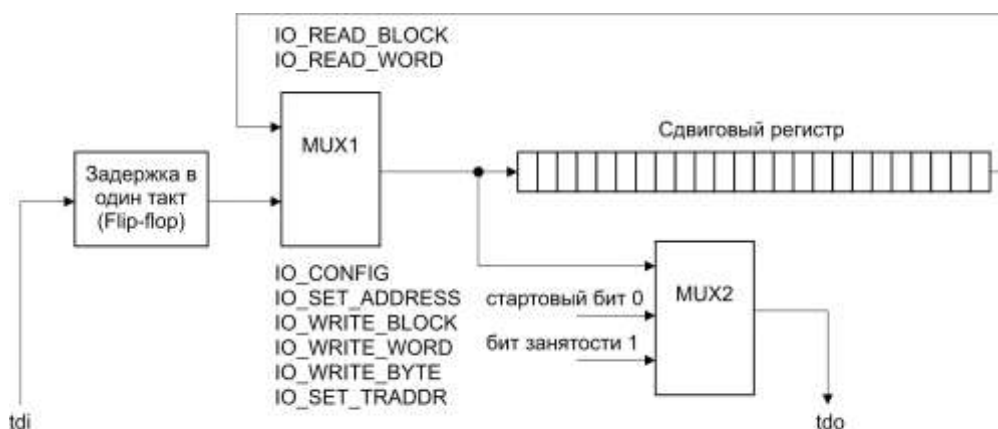 IO_READ_BLOCK
IO_READ_WORD
MUX1
Сдвиговый регистр
Задержка в
один такт
(Flip-flop)
IO_CONFIG
IO_SET_ADDRESS
IO_WRITE_BLOCK
IO_WRITE_WORD
IO_WRITE_BYTE
IO_SET_TRADDR
стартовый бит 0
бит занятости 1
MUX2
tdi
tdo